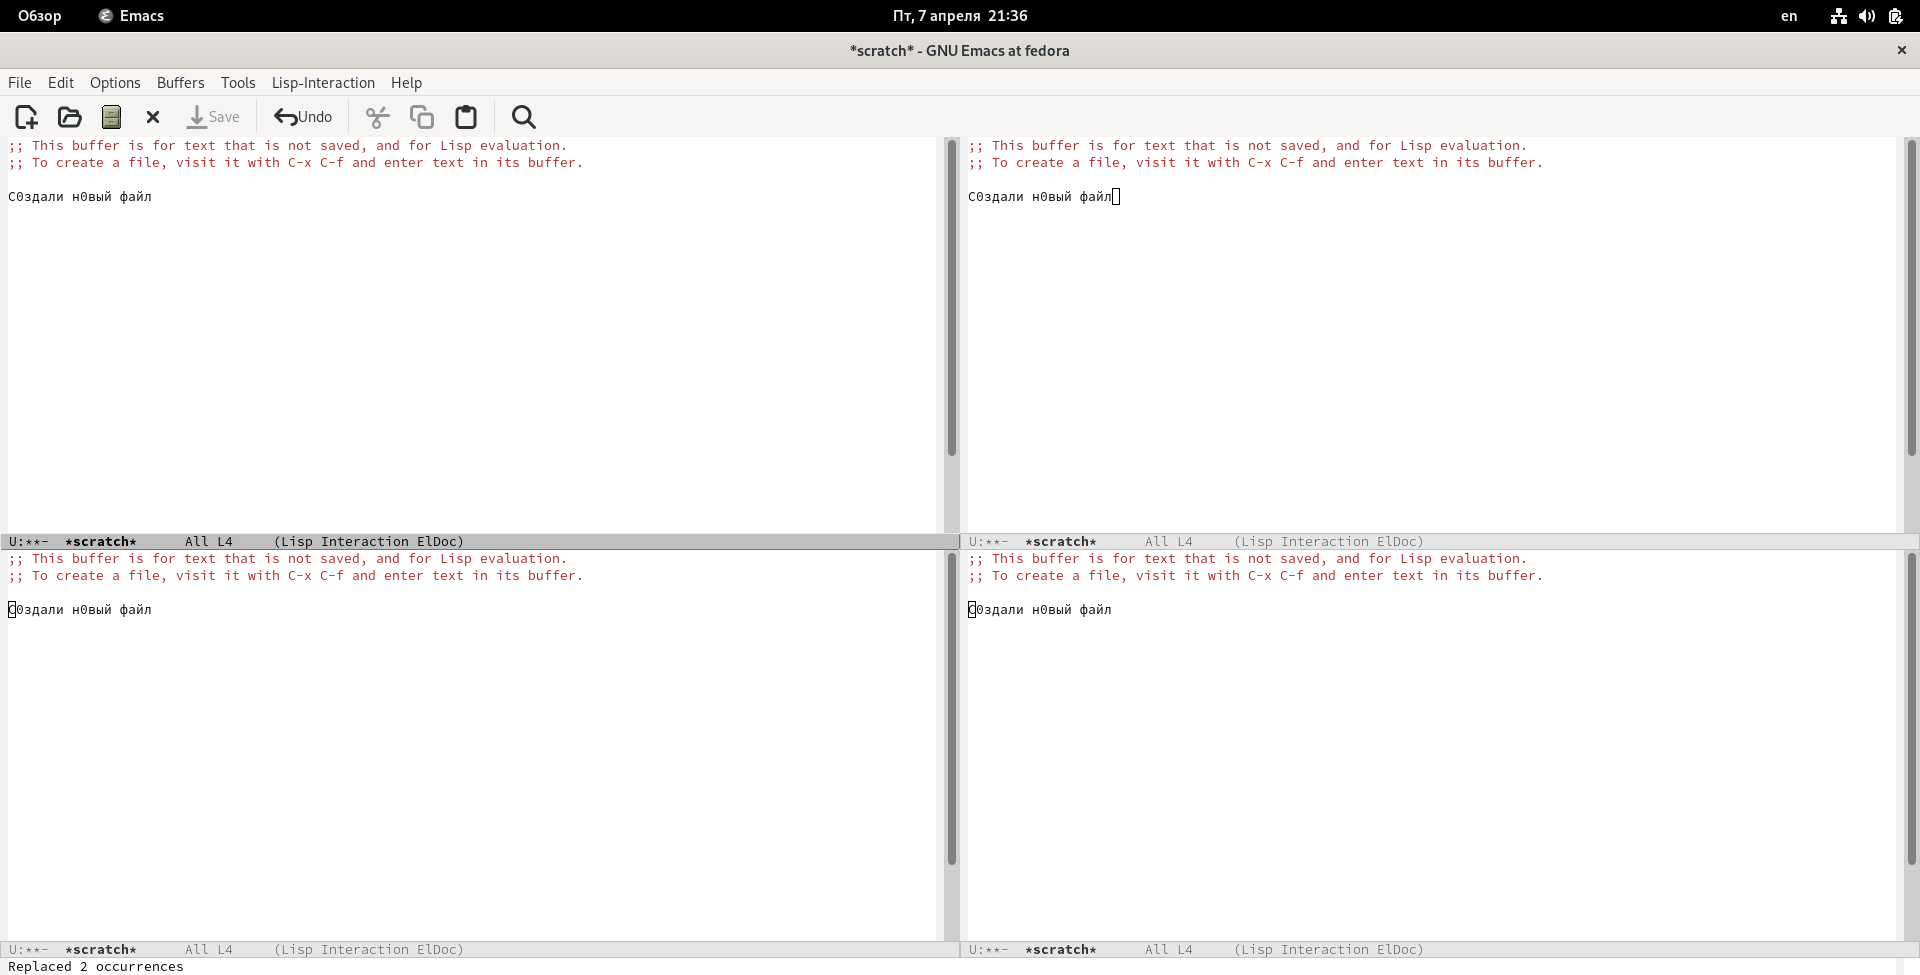 Обзор Emacs Пт, 7 апреля 21:36 en
*scratch* - GNU Emacs at fedora
File Edit Options Buffers Tools Lisp-Interaction Help
Save Undo
;; This buffer is for text that is not saved, and for Lisp evaluation.
;; To create a file, visit it with C-x C-f and enter text in its buffer.
С0здали н0вый файл
U:**- *scratch* All L4 (Lisp Interaction ElDoc)
;; This buffer is for text that is not saved, and for Lisp evaluation.
;; To create a file, visit it with C-x C-f and enter text in its buffer.
С0здали н0вый файл
U:**- *scratch* All L4 (Lisp Interaction ElDoc)
;; This buffer is for text that is not saved, and for Lisp evaluation.
;; To create a file, visit it with C-x C-f and enter text in its buffer.
С0здали н0вый файл
U:**- *scratch* All L4 (Lisp Interaction ElDoc)
;; This buffer is for text that is not saved, and for Lisp evaluation.
;; To create a file, visit it with C-x C-f and enter text in its buffer.
С0здали н0вый файл
U:**- *scratch* All L4 (Lisp Interaction ElDoc)
Replaced 2 occurrences